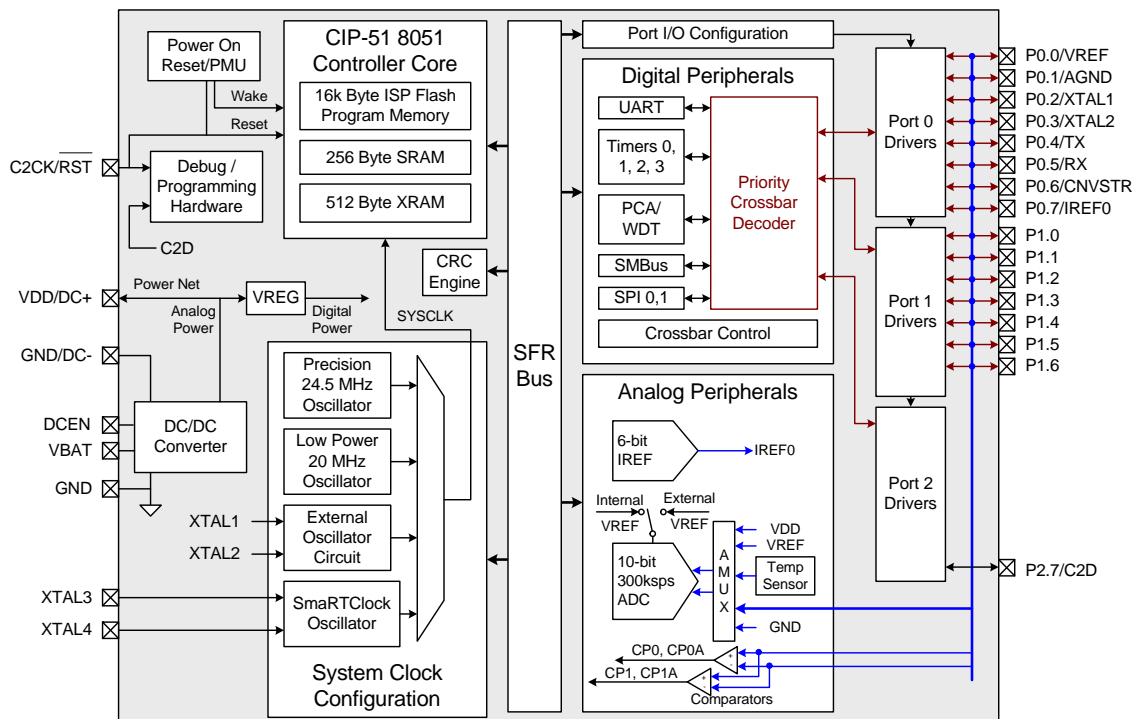 Power On
Reset/PMU
Wake
Reset
C2CK/RST
Debug /
Programming
Hardware
C2D
VDD/DC+
Power Net
Analog
Power
VREG
Digital
Power
GND/DC-
DCEN
VBAT
GND
DC/DC
Converter
XTAL1
XTAL2
XTAL3
XTAL4
CIP-51 8051
Controller Core
16k Byte ISP Flash
Program Memory
256 Byte SRAM
512 Byte XRAM
CRC
Engine
SYSCLK
Precision
24.5 MHz
Oscillator
Low Power
20 MHz
Oscillator
External
Oscillator
Circuit
SmaRTClock
Oscillator
System Clock
Configuration
SFR
Bus
Port I/O Configuration
Digital Peripherals
UART
Timers 0,
1, 2, 3
PCA/
WDT
SMBus
SPI 0,1
Priority
Crossbar
Decoder
Crossbar Control
Analog Peripherals
6-bit
IREF
IREF0
Internal
VREF
External
VREF
10-bit
300ksps
ADC
A
M
U
X
VDD
VREF
Temp
Sensor
GND
CP0, CP0A
+
-
CP1, CP1A
+
-
Comparators
Port 0
Drivers
Port 1
Drivers
Port 2
Drivers
P0.0/VREF
P0.1/AGND
P0.2/XTAL1
P0.3/XTAL2
P0.4/TX
P0.5/RX
P0.6/CNVSTR
P0.7/IREF0
P1.0
P1.1
P1.2
P1.3
P1.4
P1.5
P1.6
P2.7/C2D